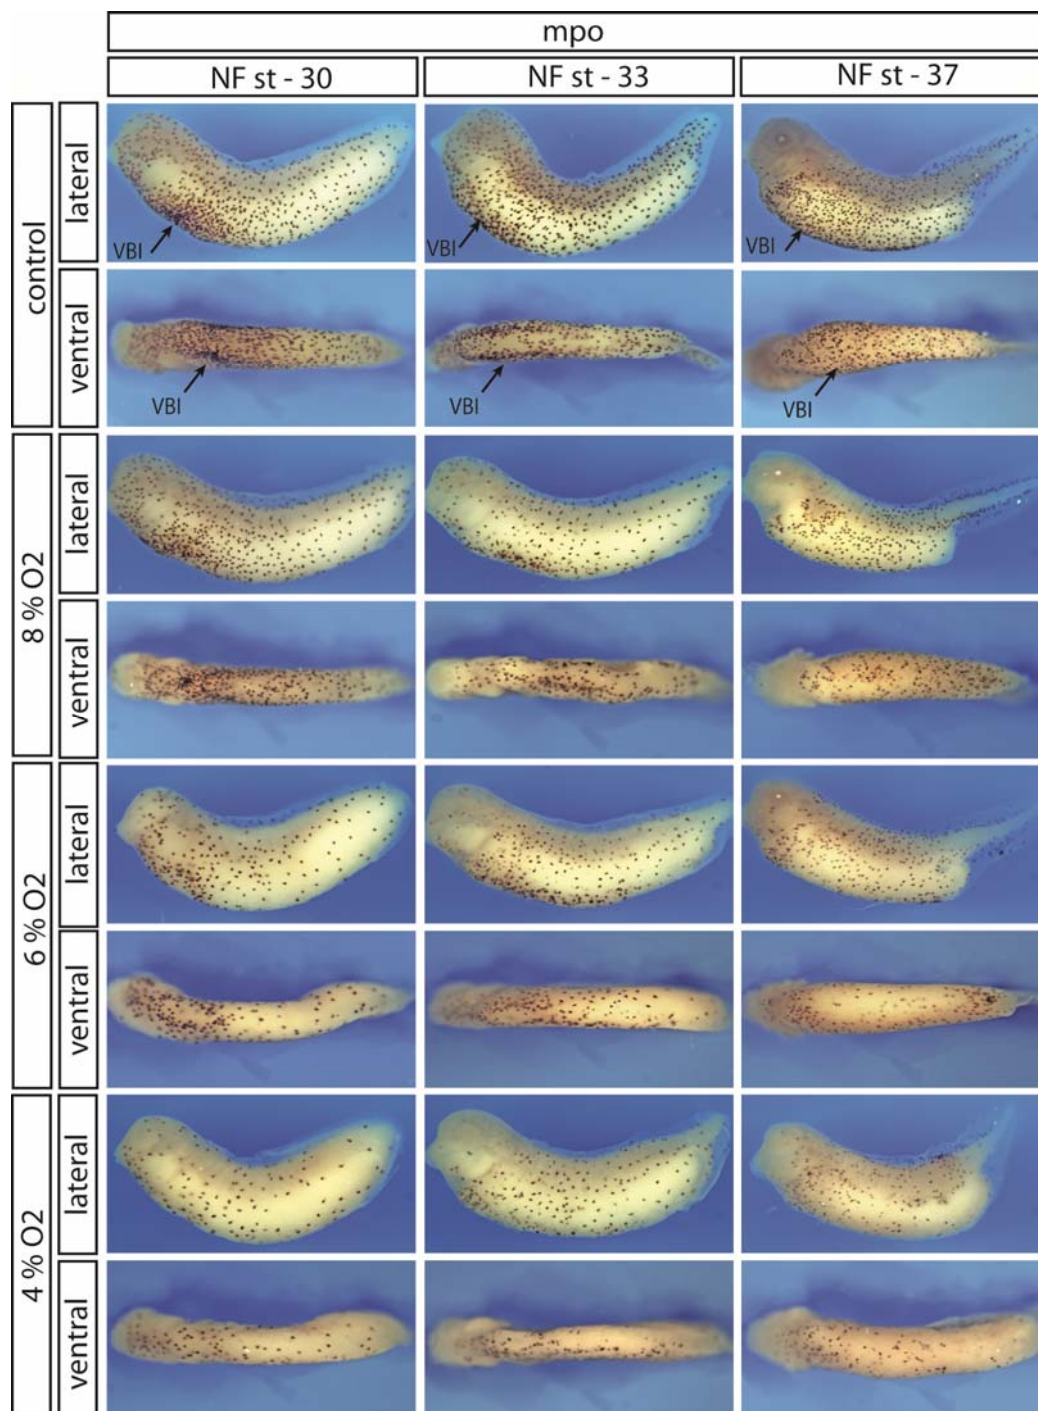 mpo
NF st - 30
NF st - 33
NF st - 37
control
lateral
VBI
VBI
VBI
ventral
VBI
VBI
VBI
8 % O2
lateral
ventral
6 % O2
lateral
ventral
4 % O2
lateral
ventral